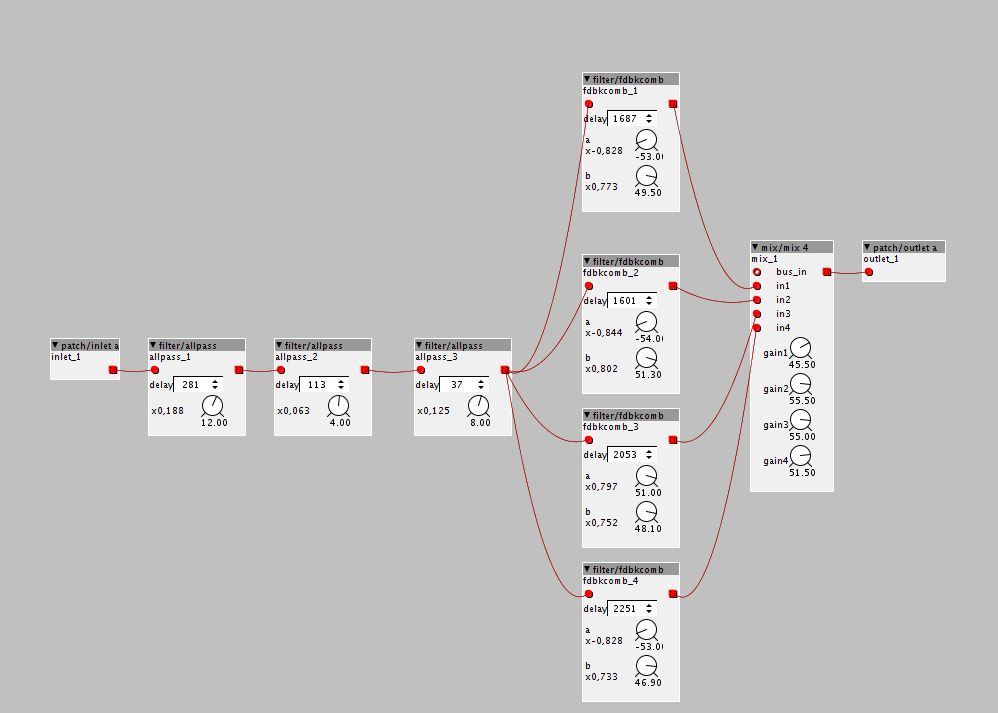 patch/inlet a
inlet_1
filter/allpass
allpass_1
delay 281
x0,188
12.00
filter/allpass
allpass_2
delay 113
x0,063
4.00
filter/allpass
allpass_3
delay 37
x0,125
8.00
filter/fdbkcomb
fdbkcomb_1
delay 1687
a
x-0,828
-53.0
b
x0,773
49.50
filter/fdbkcomb
fdbkcomb_2
delay 1601
a
x-0,844
-54.0
b
x0,802
51.30
filter/fdbkcomb
fdbkcomb_3
delay 2053
a
x0,797
51.00
b
x0,752
48.10
filter/fdbkcomb
fdbkcomb_4
delay 2251
a
x-0,828
-53.0
b
x0,733
46.90
mix/mix 4
mix_1
bus_in
in1
in2
in3
in4
gain1
45.50
gain2
55.50
gain3
55.00
gain4
51.50
patch/outlet a
outlet_1